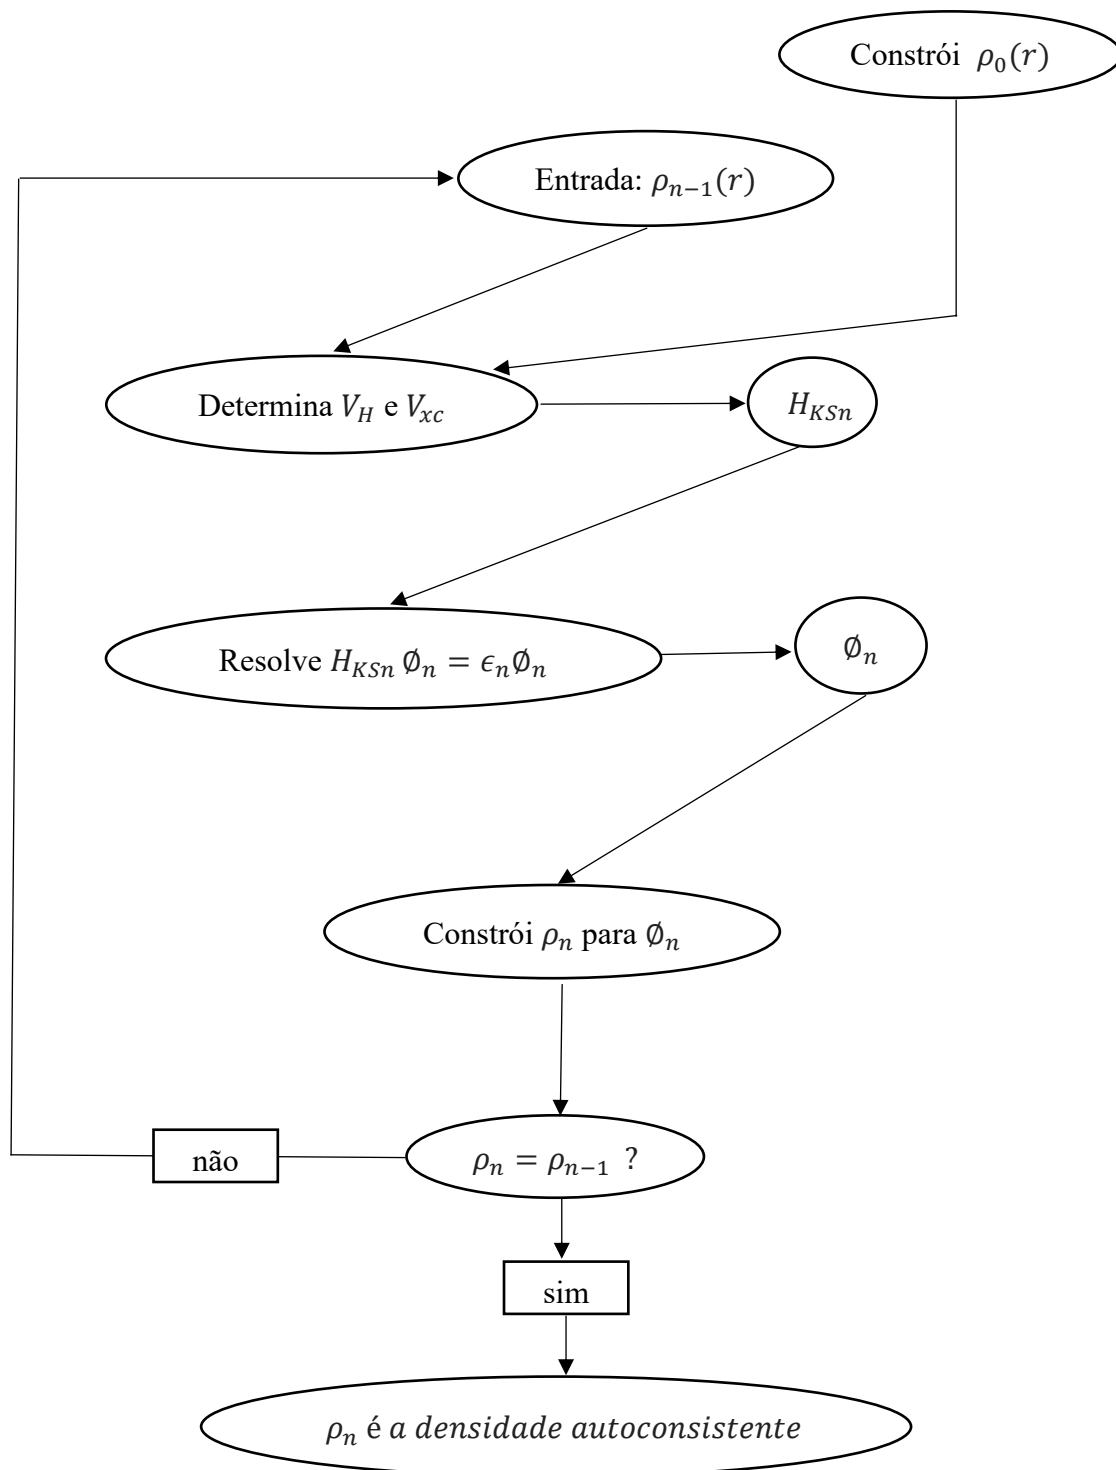 Constrói ρ₀(r)
Entrada: ρₙ₋₁(r)
Determina V_H e V_xc
H_KSn
Resolve H_KSn ∅ₙ = ϵₙ∅ₙ
∅ₙ
Constrói ρₙ para ∅ₙ
não
ρₙ = ρₙ₋₁ ?
sim
ρₙ é a densidade autoconsistente